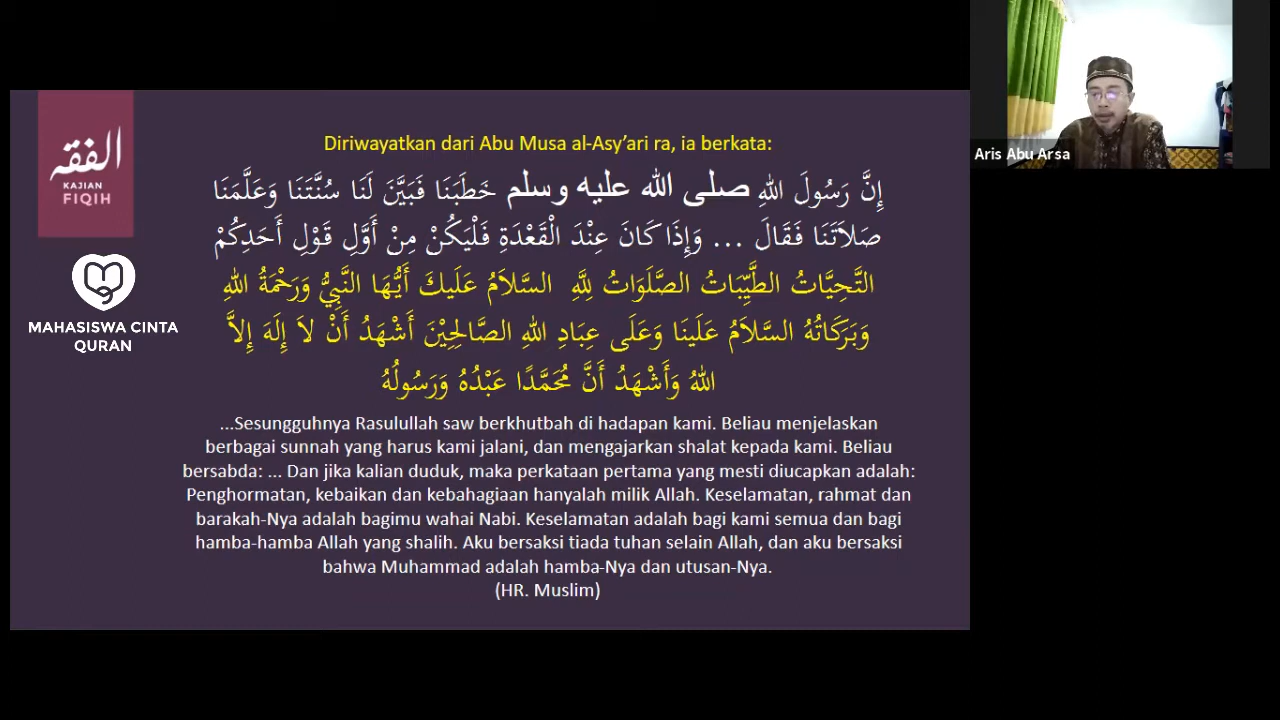 الفقه
KAJIAN
FIQIH
MAHASISWA CINTA
QURAN
Diriwayatkan dari Abu Musa al-Asy’ari ra, ia berkata:
إِنَّ رَسُولَ اللهِ صلى الله عليه وسلم خَطَبَنَا فَبَيَّنَ لَنَا سُنَّتَنَا وَعَلَّمَنَا
صَلاَتَنَا فَقَالَ ... وَإِذَا كَانَ عِنْدَ الْقَعْدَةِ فَلْيَكُنْ مِنْ أَوَّلِ قَوْلِ أَحَدِكُمْ
التَّحِيَّاتُ الطَّيِّبَاتُ الصَّلَوَاتُ لِلَّهِ السَّلاَمُ عَلَيكَ أَيُّهَا النَّبِيُّ وَرَحْمَةُ اللهِ
وَبَرَكَاتُهُ السَّلاَمُ عَلَينَا وَعَلَى عِبَادِ اللهِ الصَّالِحِيْنَ أَشْهَدُ أَنْ لاَ إِلَهَ إِلاَّ
اللهُ وَأَشْهَدُ أَنَّ مُحَمَّدًا عَبْدُهُ وَرَسُولُهُ
...Sesungguhnya Rasulullah saw berkhutbah di hadapan kami. Beliau menjelaskan
berbagai sunnah yang harus kami jalani, dan mengajarkan shalat kepada kami. Beliau
bersabda: ... Dan jika kalian duduk, maka perkataan pertama yang mesti diucapkan adalah:
Penghormatan, kebaikan dan kebahagiaan hanyalah milik Allah. Keselamatan, rahmat dan
barakah-Nya adalah bagimu wahai Nabi. Keselamatan adalah bagi kami semua dan bagi
hamba-hamba Allah yang shalih. Aku bersaksi tiada tuhan selain Allah, dan aku bersaksi
bahwa Muhammad adalah hamba-Nya dan utusan-Nya.
(HR. Muslim)
Aris Abu Arsa